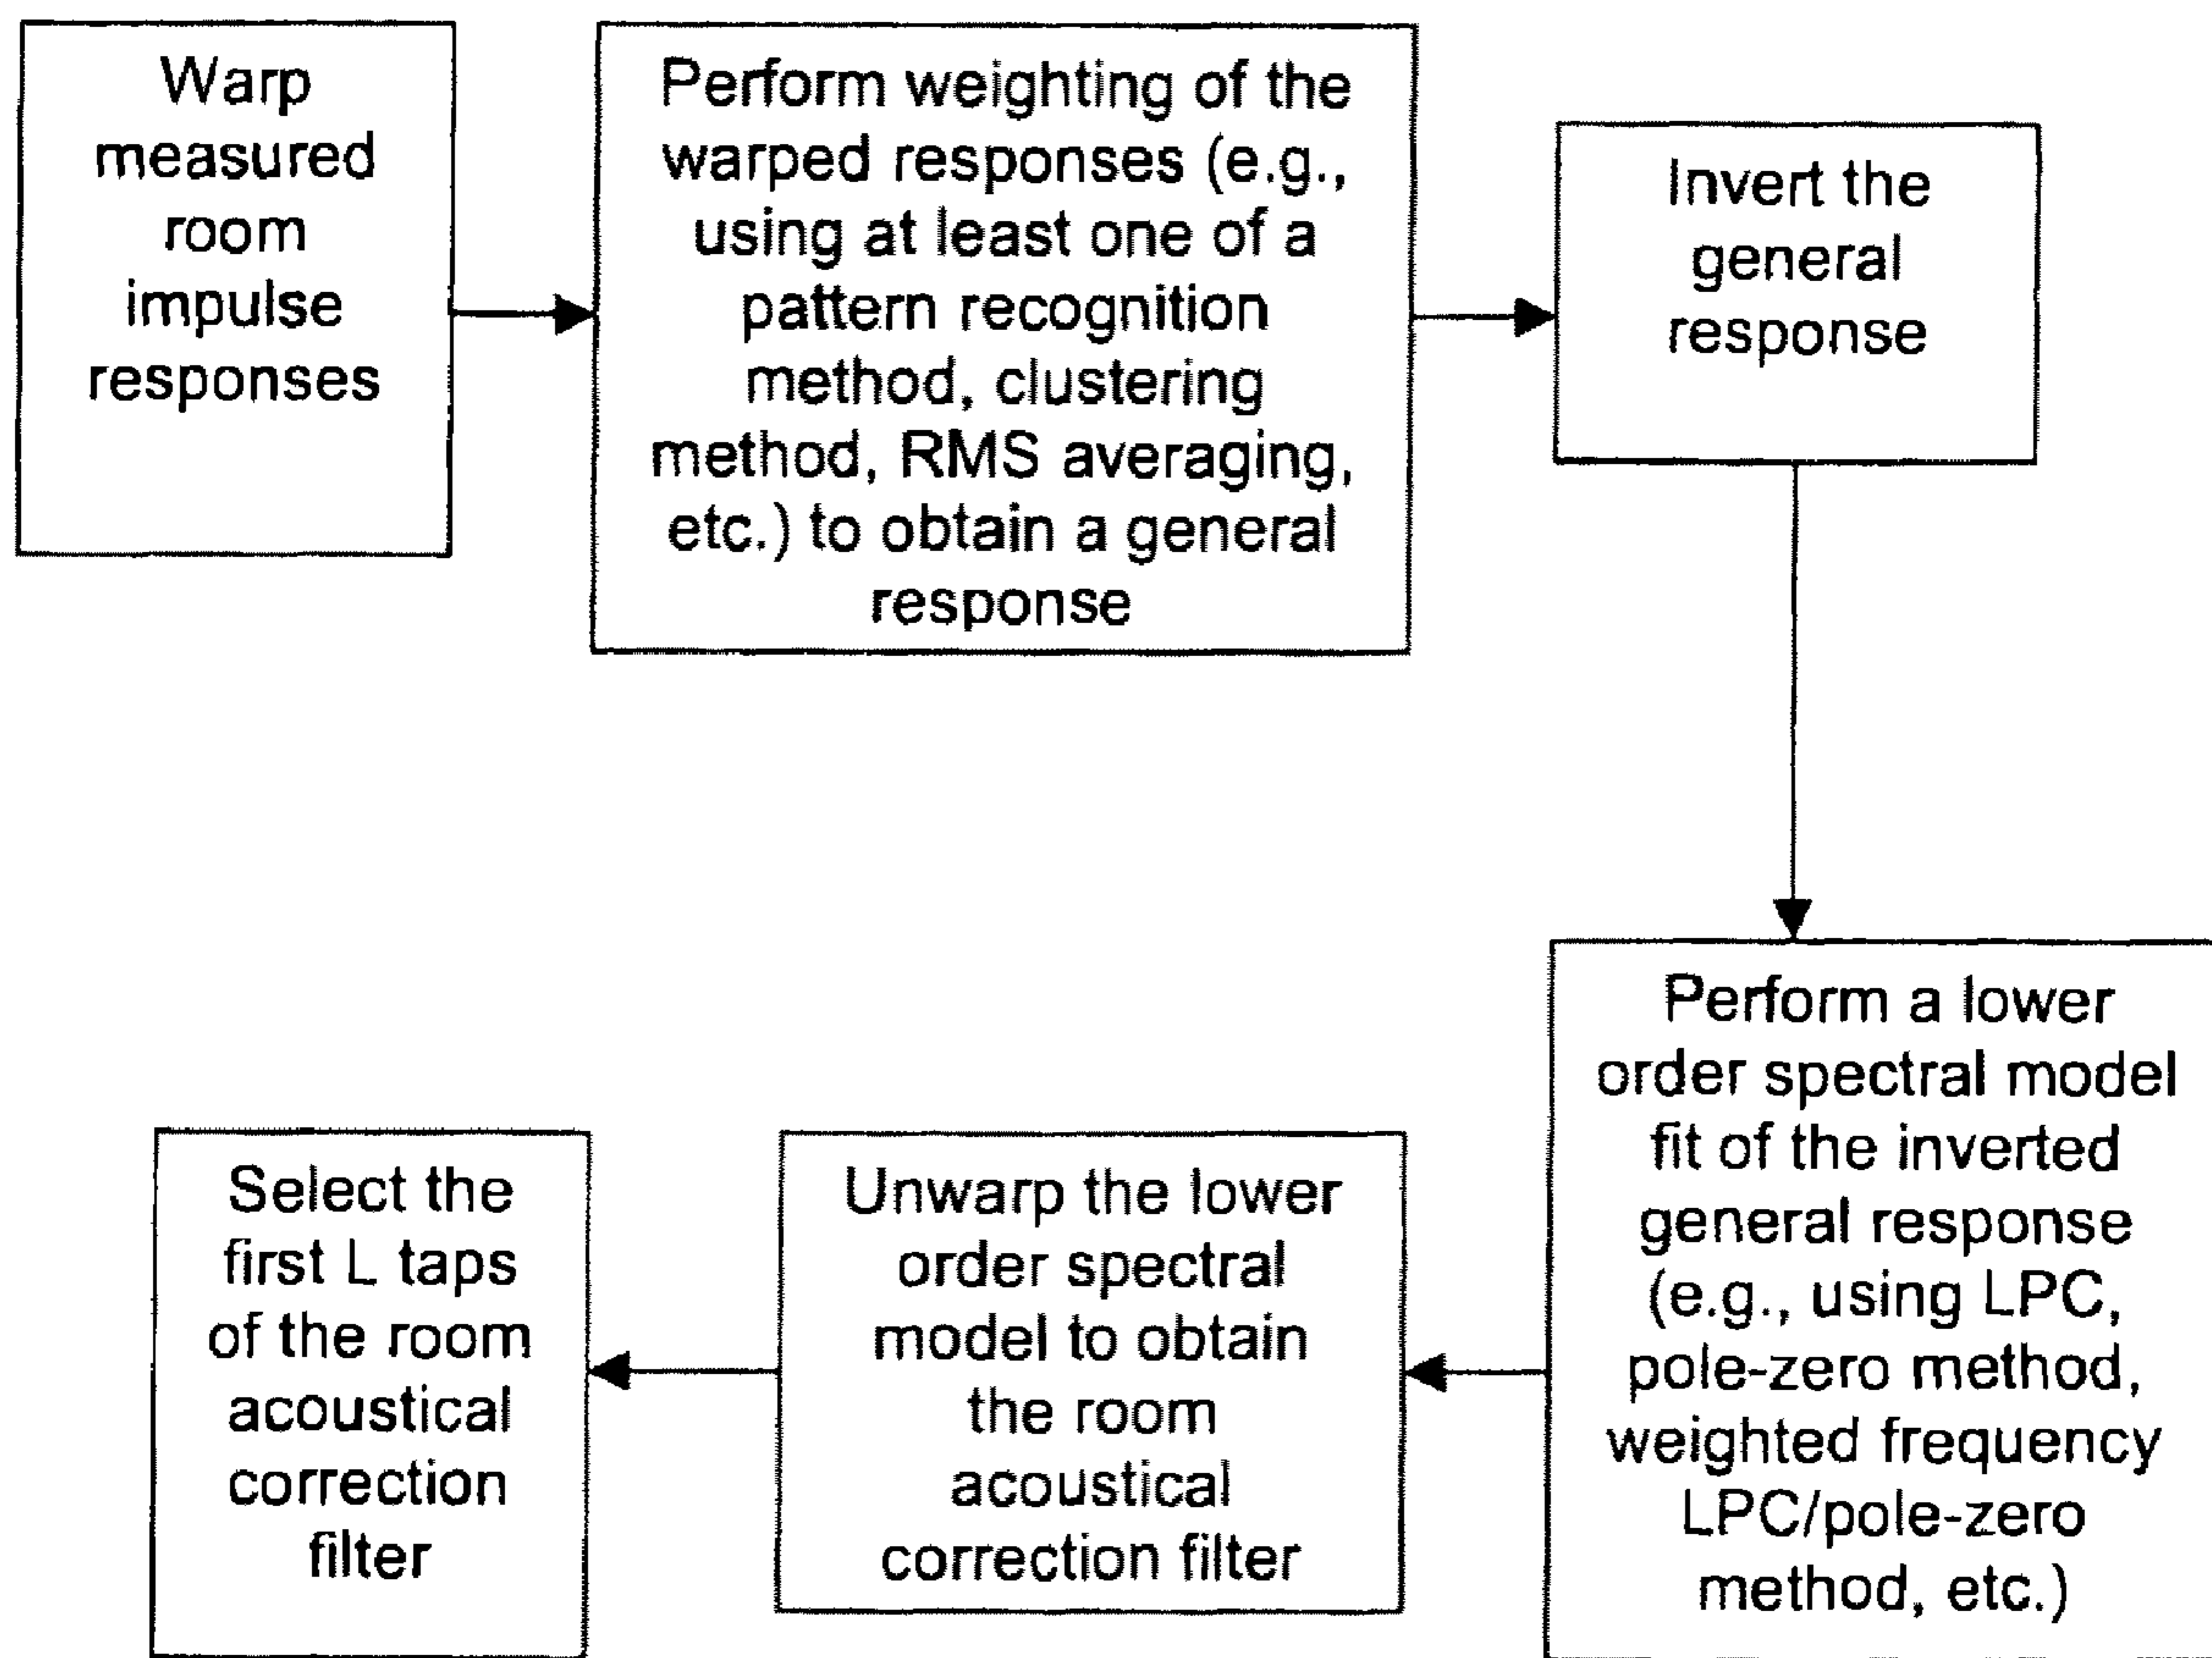 Warp
measured
room
impulse
responses
Perform weighting of the
warped responses (e.g.,
using at least one of a
pattern recognition
method, clustering
method, RMS averaging,
etc.) to obtain a general
response
Invert the
general
response
Perform a lower
order spectral model
fit of the inverted
general response
(e.g., using LPC,
pole-zero method,
weighted frequency
LPC/pole-zero
method, etc.)
Unwarp the lower
order spectral
model to obtain
the room
acoustical
correction filter
Select the
first L taps
of the room
acoustical
correction
filter